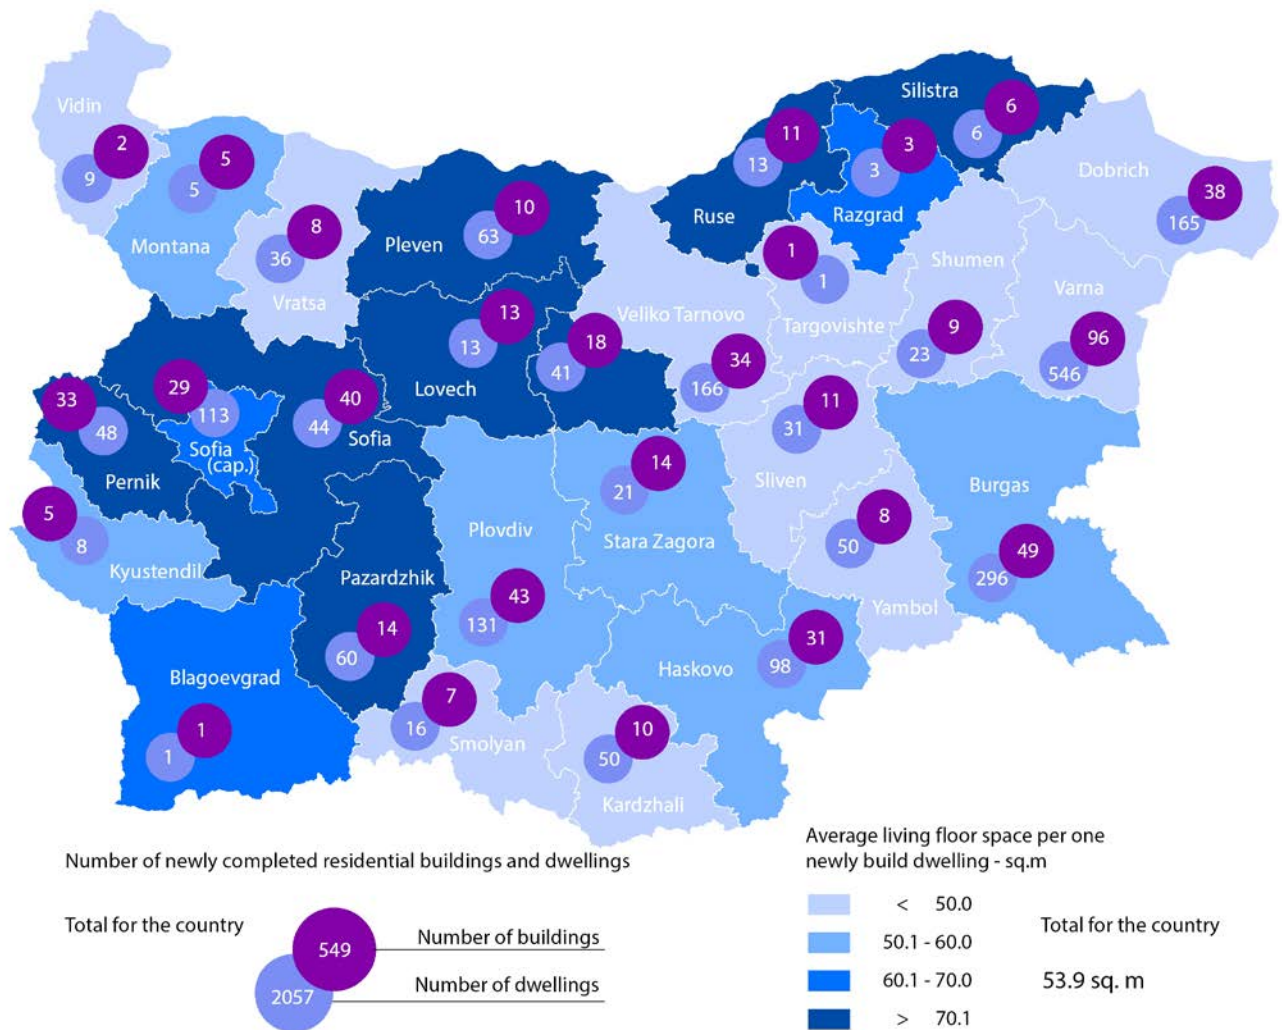 Vidin
2
9
5
5
Montana
8
36
Vratsa
10
63
Pleven
11
13
Ruse
3
3
Razgrad
Silistra
6
6
Dobrich
38
165
13
13
Lovech
18
41
Veliko Tarnovo
34
166
1
1
Targovishte
Shumen
9
23
Varna
96
546
33
48
Pernik
29
113
Sofia
(cap.)
40
44
Sofia
5
8
Kyustendil
Pazardzhik
14
60
Plovdiv
43
131
14
21
Stara Zagora
11
31
Sliven
8
50
Yambol
Burgas
49
296
Blagoevgrad
1
1
7
16
Smolyan
10
50
Kardzhali
Haskovo
31
98
Number of newly completed residential buildings and dwellings
Total for the country
549
Number of buildings
2057
Number of dwellings
Average living floor space per one
newly build dwelling - sq.m
< 50.0
50.1 - 60.0
60.1 - 70.0
> 70.1
Total for the country
53.9 sq. m